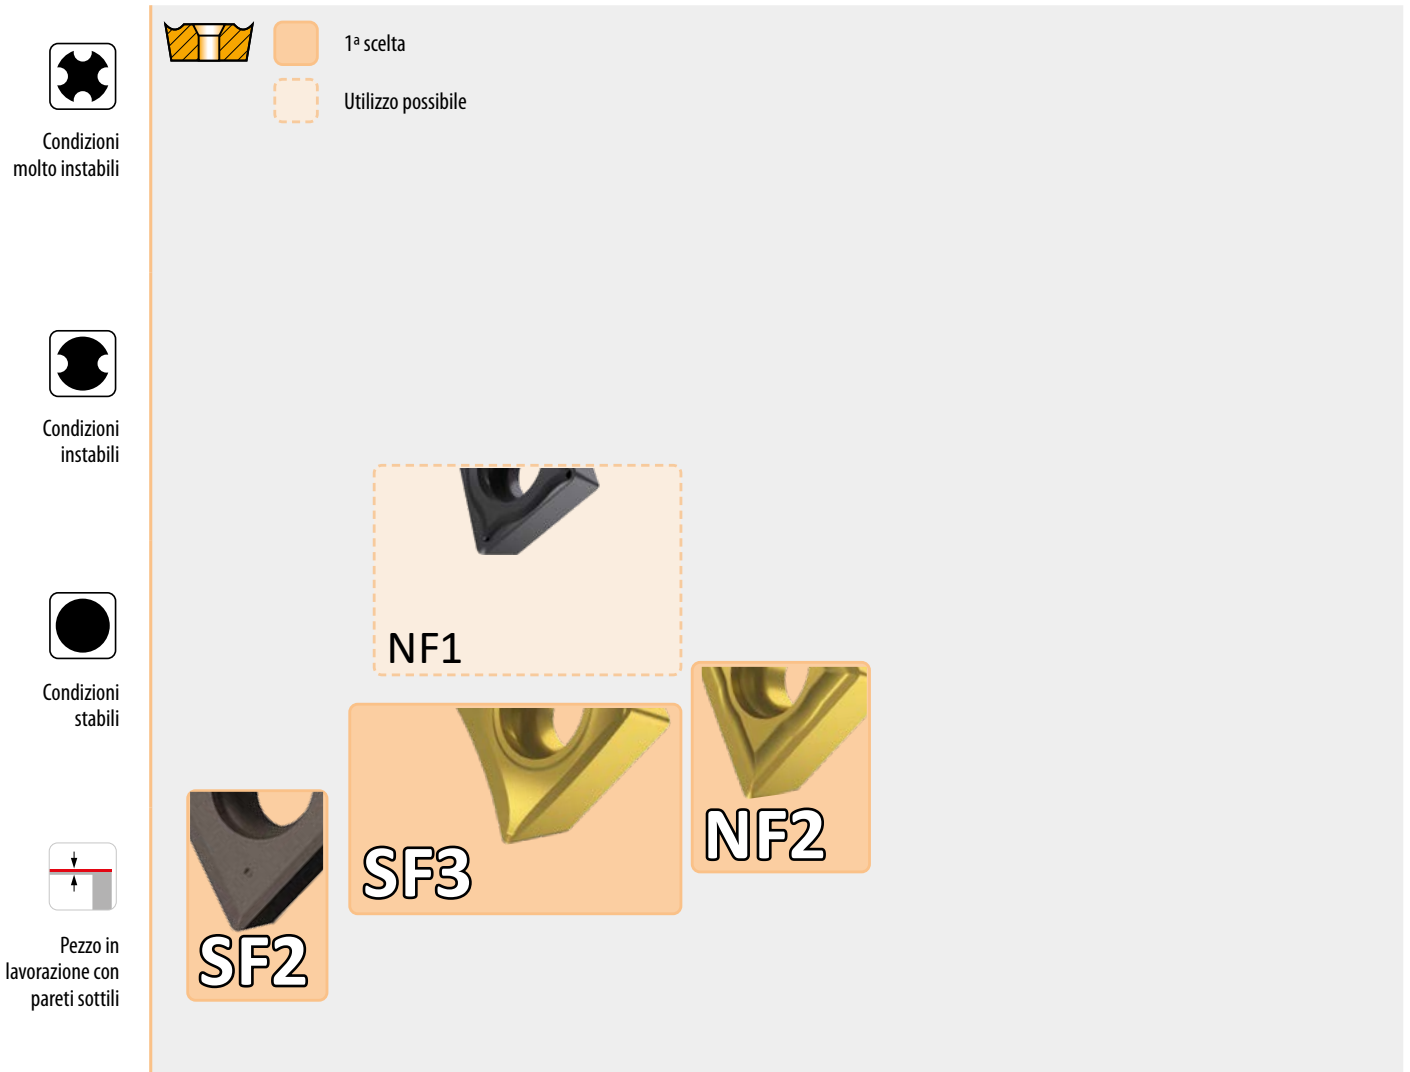 1ª scelta
Utilizzo possibile
Condizioni
molto instabili
Condizioni
instabili
NF1
Condizioni
stabili
SF3
NF2
SF2
Pezzo in
lavorazione con
pareti sottili